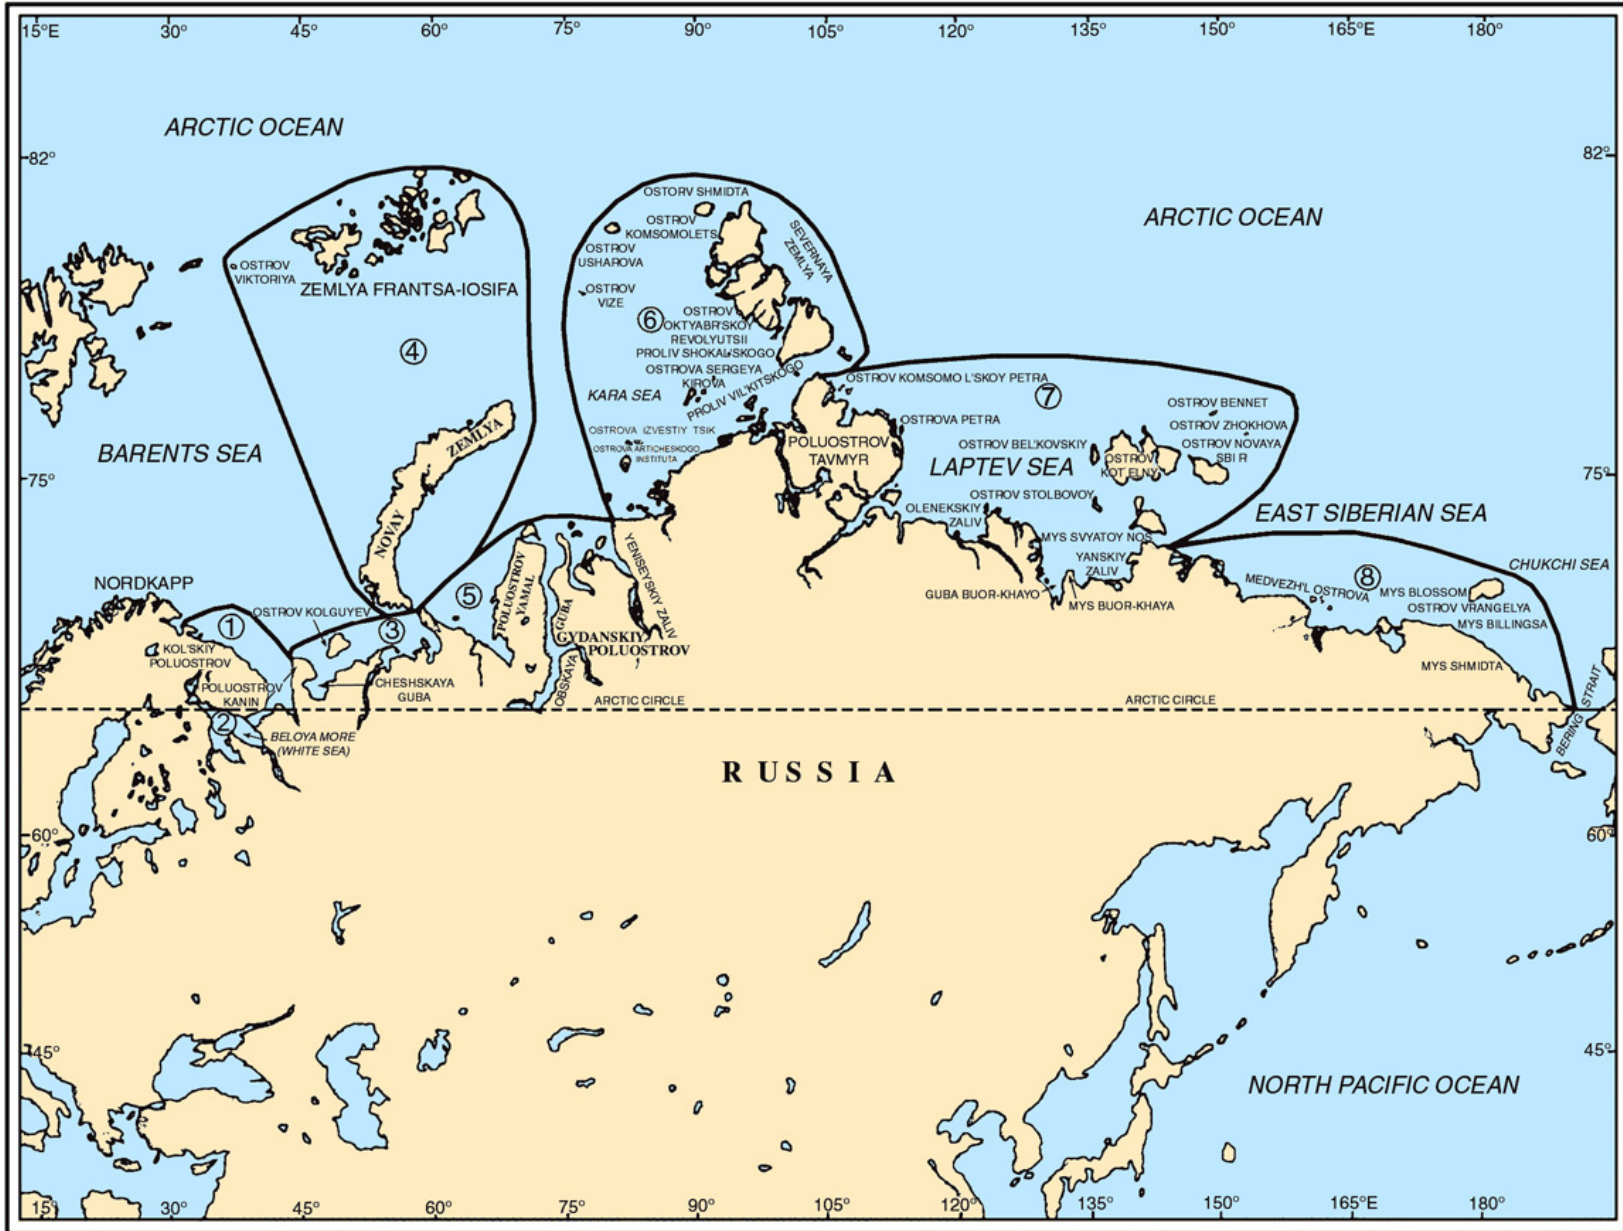 15°E 30° 45° 60° 75° 90° 105° 120° 135° 150° 165°E 180°
ARCTIC OCEAN
82°
82°
OSTORV SHMIDTA
OSTROV
KOMSOMOLETS
SEVERNAYA
ZEMLYA
ARCTIC OCEAN
OSTROV
USHAROVA
OSTROV
VIKTORIYA
ZEMLYA FRANTSA-IOSIFA
OSTROV
VIZE
OSTROV
OKTYABR'SKOY
REVOLYUTSII
6
4
PROLIV SHOKAL'SKOGO
OSTROVA SERGEYA
KIROVA
PROLIV VIL'KITSKOGO
KARA SEA
OSTROV KOMSOMO L'SKOY PETRA
7
OSTROV BENNET
OSTROV ZHOKHOVA
OSTROV NOVAYA
SBI R
OSTROVA PETRA
OSTROVA IZVESTIY TSIK
OSTROVA ARTICHESKOGO
INSTITUTA
POLUOSTROV
TAVMYR
OSTROV BEL'KOVSKIY
OSTROV
KOT ELNY
BARENTS SEA
ZEMLYA
NOVAY
LAPTEV SEA
75°
75°
OSTROV STOLBOVOY
OLENEKSKIY
ZALIV
EAST SIBERIAN SEA
MYS SVYATOY NOS
YANSKIY
ZALIV
CHUKCHI SEA
NORDKAPP
POLUOSTROV
YAMAL
GUBA
YENISEYSKIY ZALIV
5
8
GUBA BUOR-KHAYO
MYS BUOR-KHAYA
MEDVEZH'L OSTROVA
MYS BLOSSOM
OSTROV VRANGELYA
MYS BILLINGSA
OSTROV KOLGUYEV
1
3
KOL'SKIY
POLUOSTROV
GYDANSKIY
POLUOSTROV
OBSKAYA
MYS SHMIDTA
POLUOSTROV
KANIN
CHESHSKAYA
GUBA
ARCTIC CIRCLE
ARCTIC CIRCLE
BERING STRAIT
2
BELOYA MORE
(WHITE SEA)
RUSSIA
60°
60°
45°
45°
NORTH PACIFIC OCEAN
15° 30° 45° 60° 75° 90° 105° 120° 135° 150° 165°E 180°